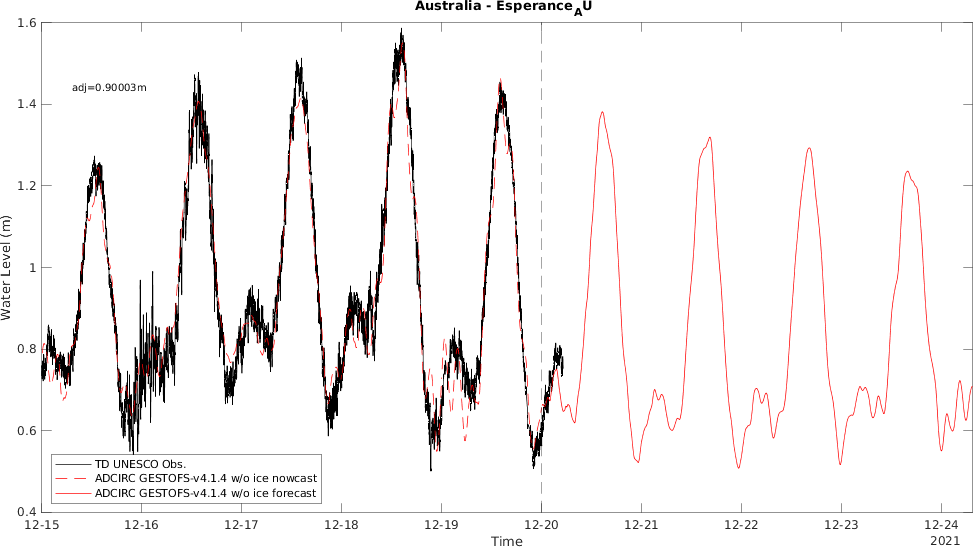 Australia - Esperance_AU
1.6
1.4
1.2
1
0.8
0.6
0.4
Water Level (m)
adj=0.90003m
TD UNESCO Obs.
ADCIRC GESTOFS-v4.1.4 w/o ice nowcast
ADCIRC GESTOFS-v4.1.4 w/o ice forecast
12-15 12-16 12-17 12-18 12-19 12-20 12-21 12-22 12-23 12-24
Time
2021